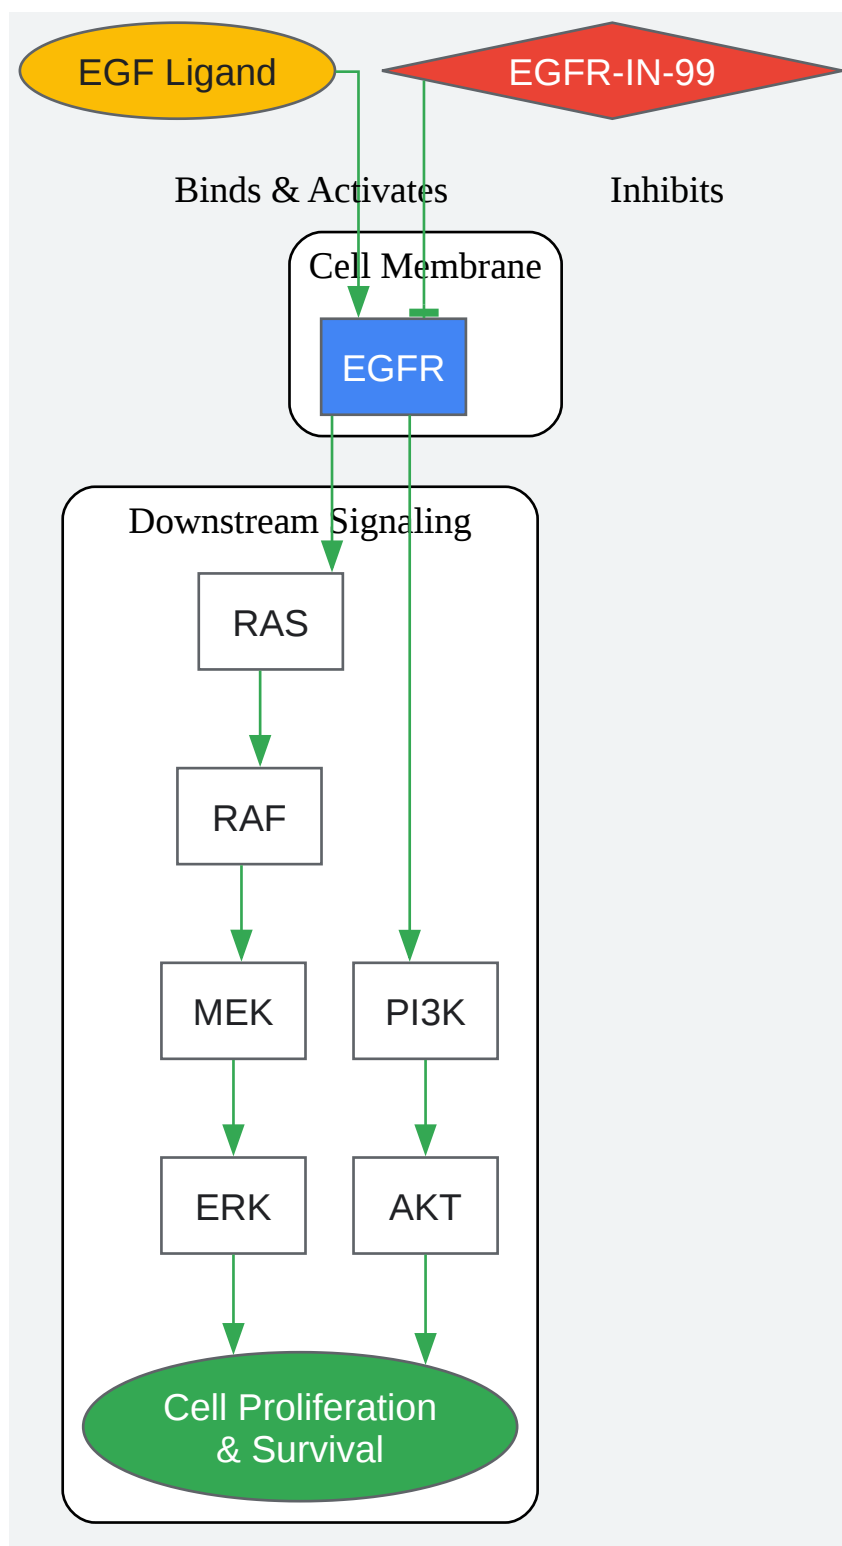 EGF Ligand
EGFR-IN-99
Binds & Activates
Inhibits
Cell Membrane
EGFR
Downstream Signaling
RAS
RAF
MEK
PI3K
ERK
AKT
Cell Proliferation
& Survival